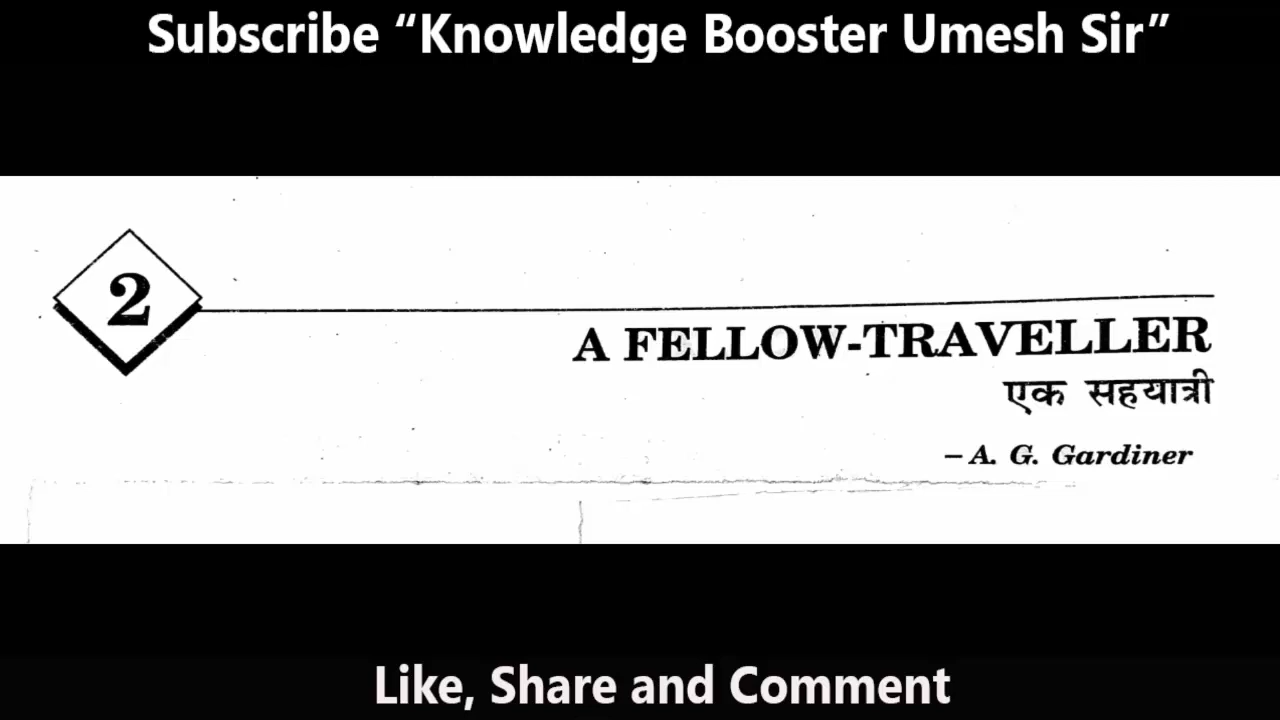 Subscribe “Knowledge Booster Umesh Sir”
2
A FELLOW-TRAVELLER
एक सहयात्री
–A. G. Gardiner
Like, Share and Comment